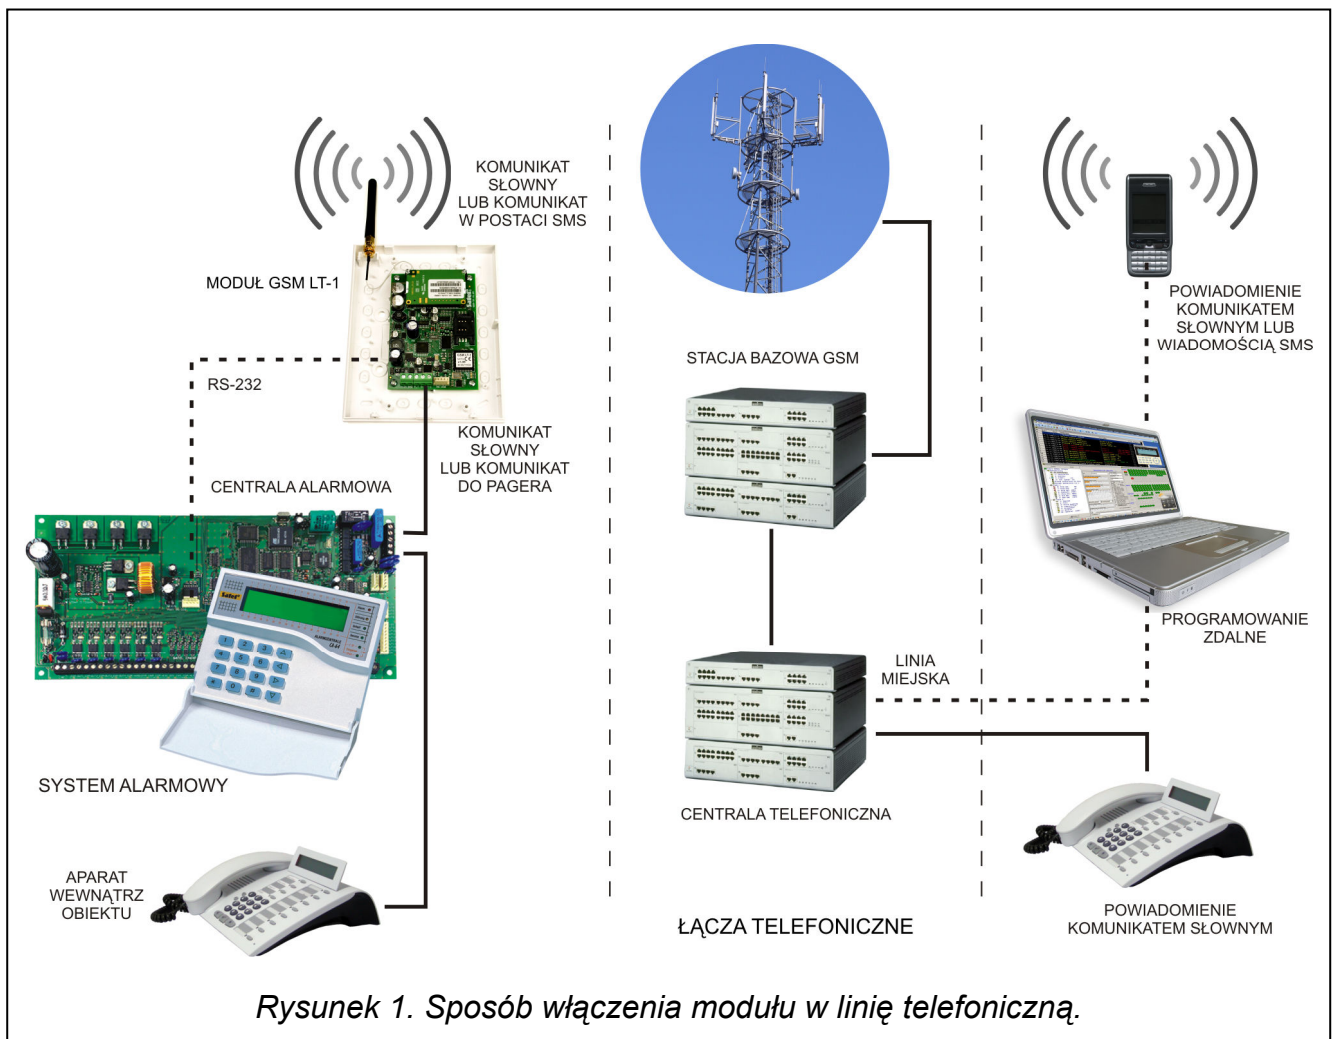 KOMUNIKAT
SŁOWNY
LUB KOMUNIKAT
W POSTACI SMS
MODUŁ GSM LT-1
RS-232
KOMUNIKAT
SŁOWNY
LUB KOMUNIKAT
DO PAGERA
CENTRALA ALARMOWA
Satel
SYSTEM ALARMOWY
APARAT
WEWNĄTRZ
OBIEKTU
STACJA BAZOWA GSM
LINIA
MIEJSKA
CENTRALA TELEFONICZNA
ŁĄCZA TELEFONICZNE
POWIADOMIENIE
KOMUNIKATEM
SŁOWNYM LUB
WIADOMOŚCIĄ SMS
PROGRAMOWANIE
ZDALNE
POWIADOMIENIE
KOMUNIKATEM SŁOWNYM
Rysunek 1. Sposób włączenia modułu w linię telefoniczną.